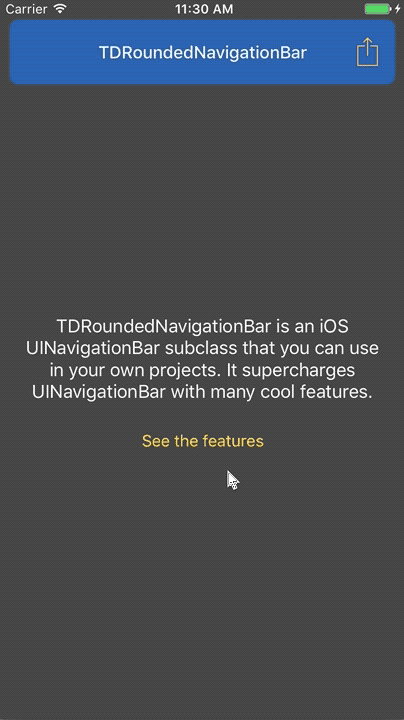 Carrier 11:30 AM
TDRoundedNavigationBar
TDRoundedNavigationBar is an iOS
UINavigationBar subclass that you can use
in your own projects. It supercharges
UINavigationBar with many cool features.
See the features